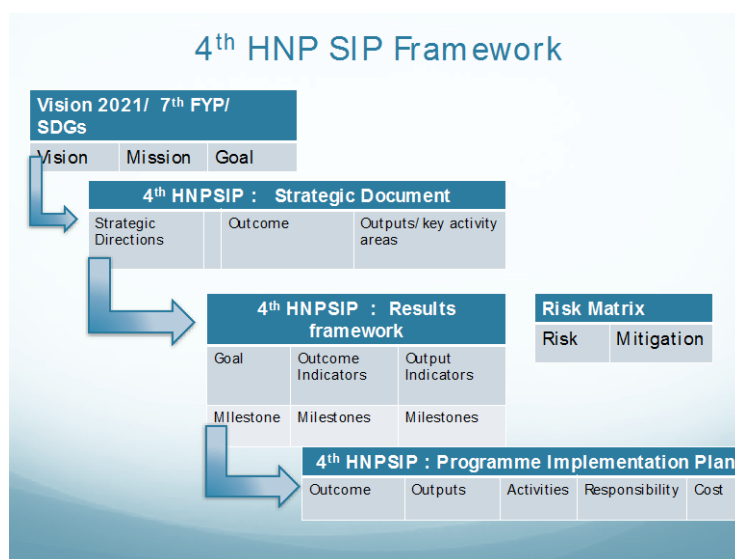 4th HNP SIP Framework
Vision 2021/ 7th FYP/
SDGs
Vision Mission Goal
4th HNPSIP : Strategic Document
Strategic
Directions
Outcome
Outputs/ key activity
areas
4th HNPSIP : Results
framework
Goal
Outcome
Indicators
Output
Indicators
MIlestone Milestones Milestones
Risk Matrix
Risk Mitigation
4th HNPSIP : Programme Implementation Plan
Outcome Outputs Activities Responsibility Cost